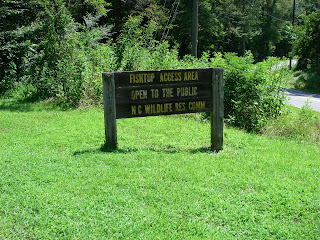 FISHTOP ACCESS AREA
OPEN TO THE PUBLIC
N C WILDLIFE RES COMM